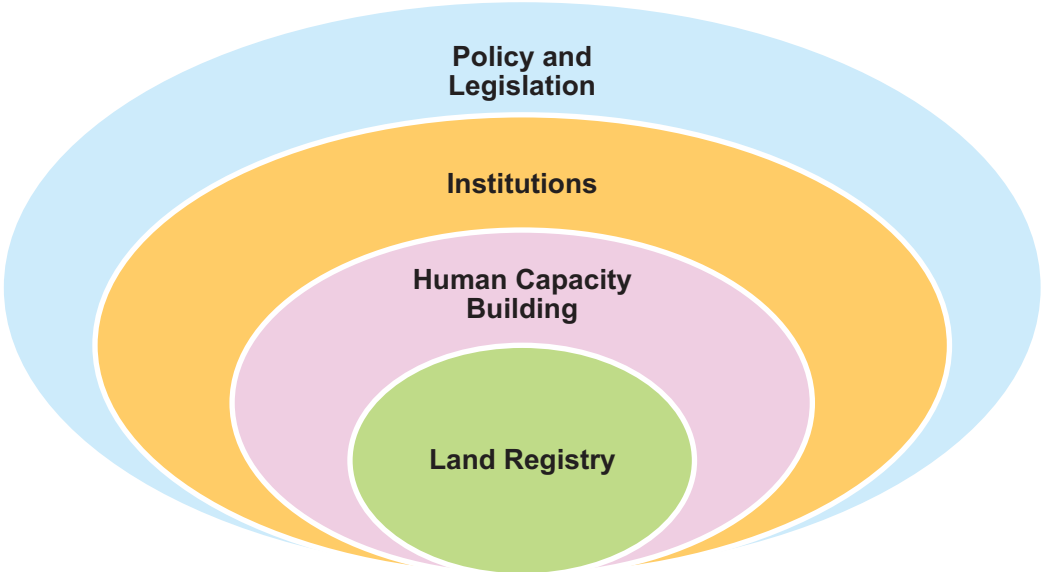 Policy and
Legislation
Institutions
Human Capacity
Building
Land Registry